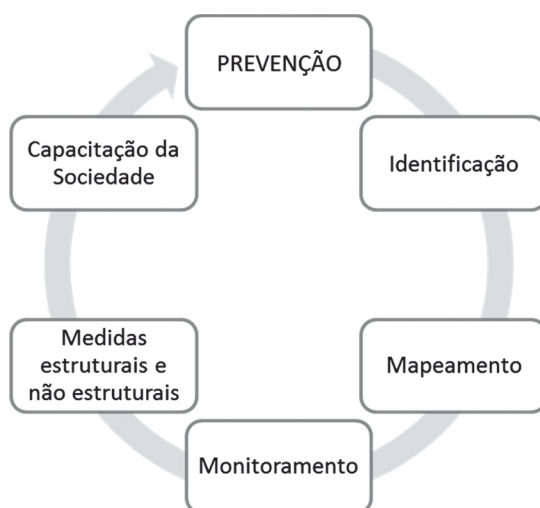 PREVENÇÃO
Identificação
Mapeamento
Monitoramento
Medidas
estruturais e
não estruturais
Capacitação da
Sociedade